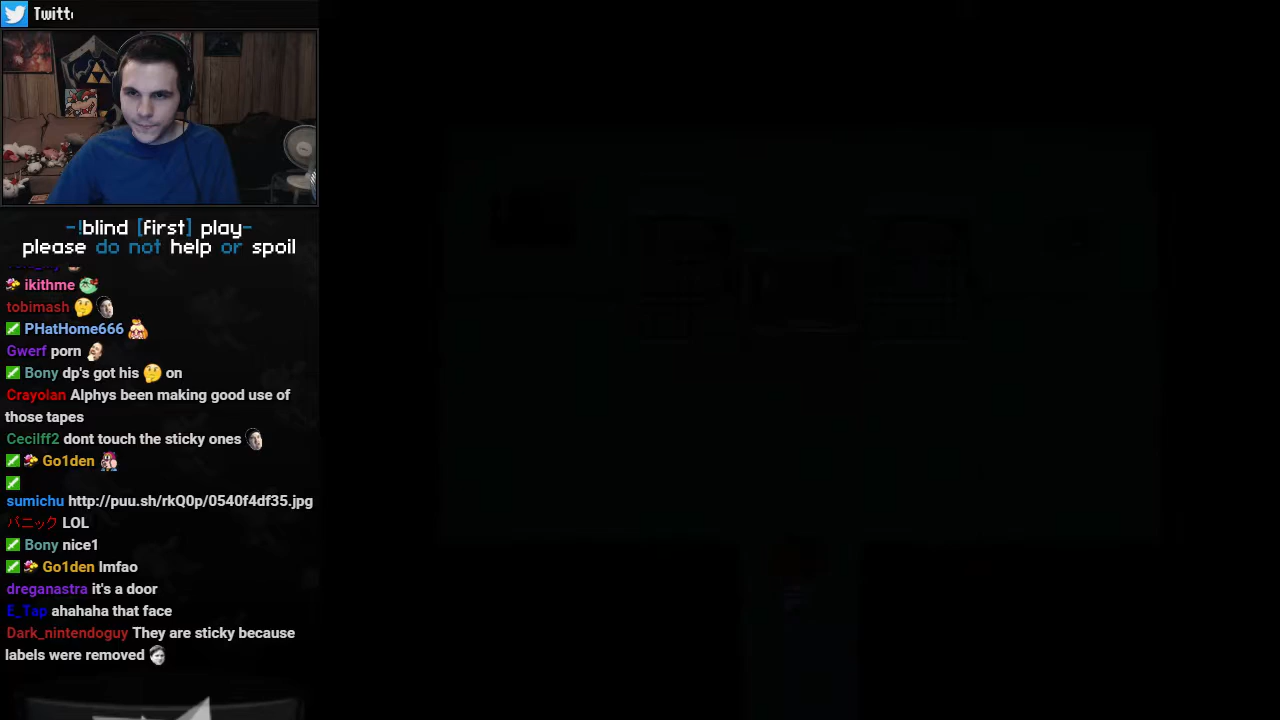 Twitt
-!blind [first] play-
please do not help or spoil
ikithme
tobimash
PHatHome666
Gwerf porn
Bony dp's got his on
Crayolan Alphys been making good use of
those tapes
Cecilff2 dont touch the sticky ones
Go1den
sumichu http://puu.sh/rkQ0p/0540f4df35.jpg
パニック LOL
Bony nice1
Go1den lmfao
dreganastra it's a door
E_Tap ahahaha that face
Dark_nintendoguy They are sticky because
labels were removed